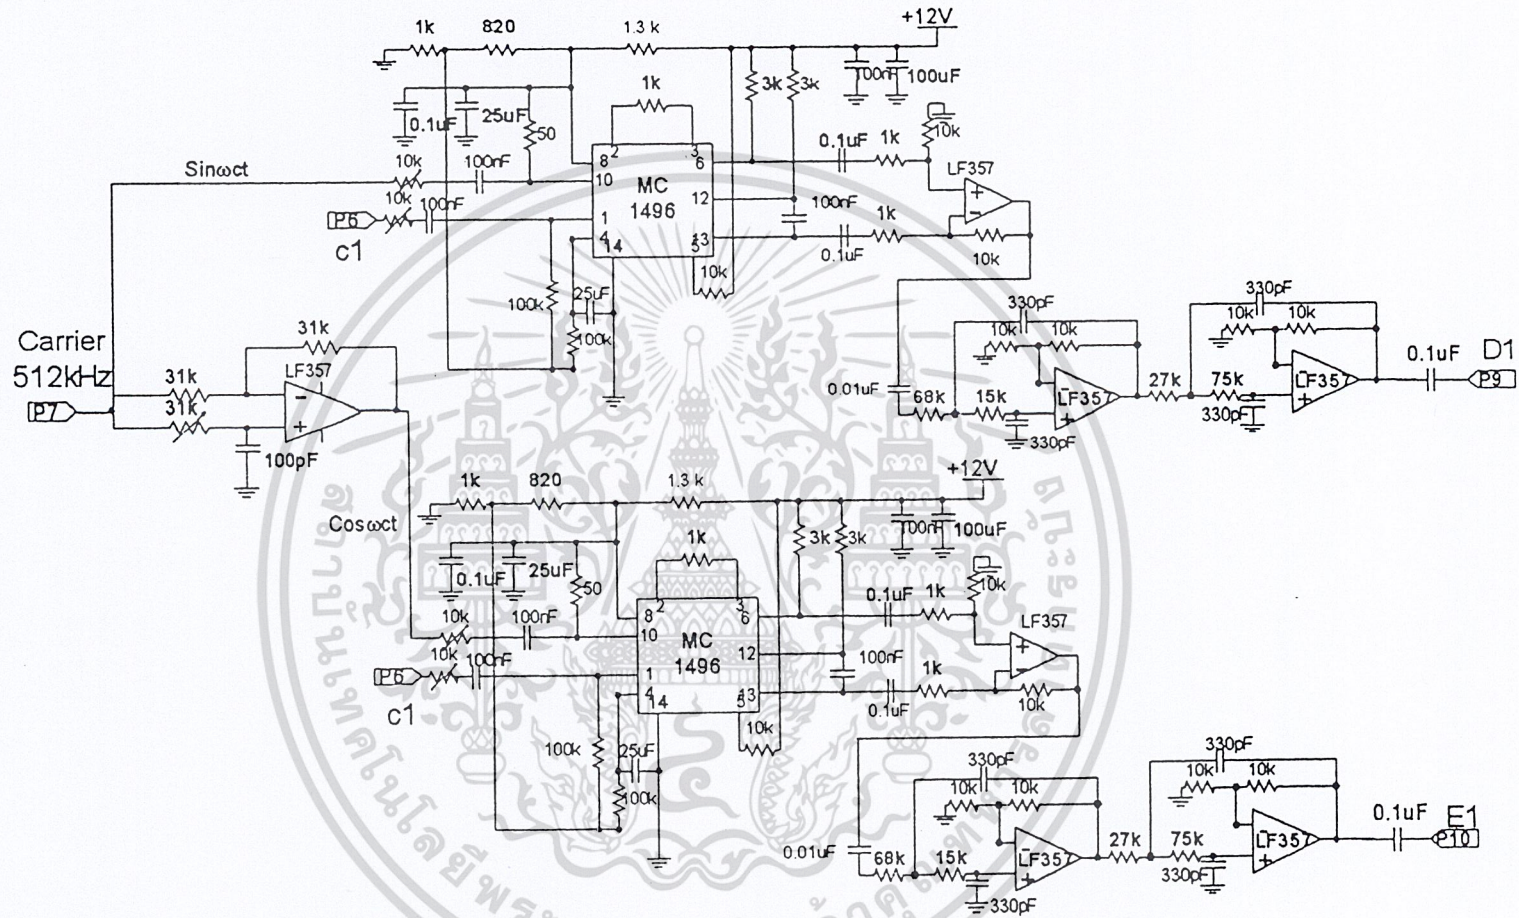 1k 820 1.3 k +12V
1k 3k 3k 100nF 100uF
0.1uF 25uF 50
10k
Sinωct 10k 100nF 0.1uF 1k
8 2 3 6
10 MC 12
1 1496 13
4 14 5
LF357
+
-
P6 10k 100nF
c1
100nF 1k
0.1uF 10k
100k 25uF 10k
100k
330pF
10k 10k
330pF
10k 10k
Carrier
512kHz
P7
31k
31k LF357
31k
-
+
100pF
0.01uF 68k 15k LF357 27k 75k LF357
-
+
-
+
330pF 330pF
0.1uF D1
P9
1k 820 1.3 k +12V
Cosωct
1k 3k 3k 100nF 100uF
0.1uF 25uF 50
10k
10k 100nF 0.1uF 1k
8 2 3 6
10 MC 12
1 1496 13
4 14 5
LF357
+
-
P6 10k 100nF
c1
100nF 1k
0.1uF 10k
100k 25uF 10k
100k
330pF
10k 10k
330pF
10k 10k
0.01uF 68k 15k LF357 27k 75k LF357
-
+
-
+
330pF 330pF
0.1uF E1
P10